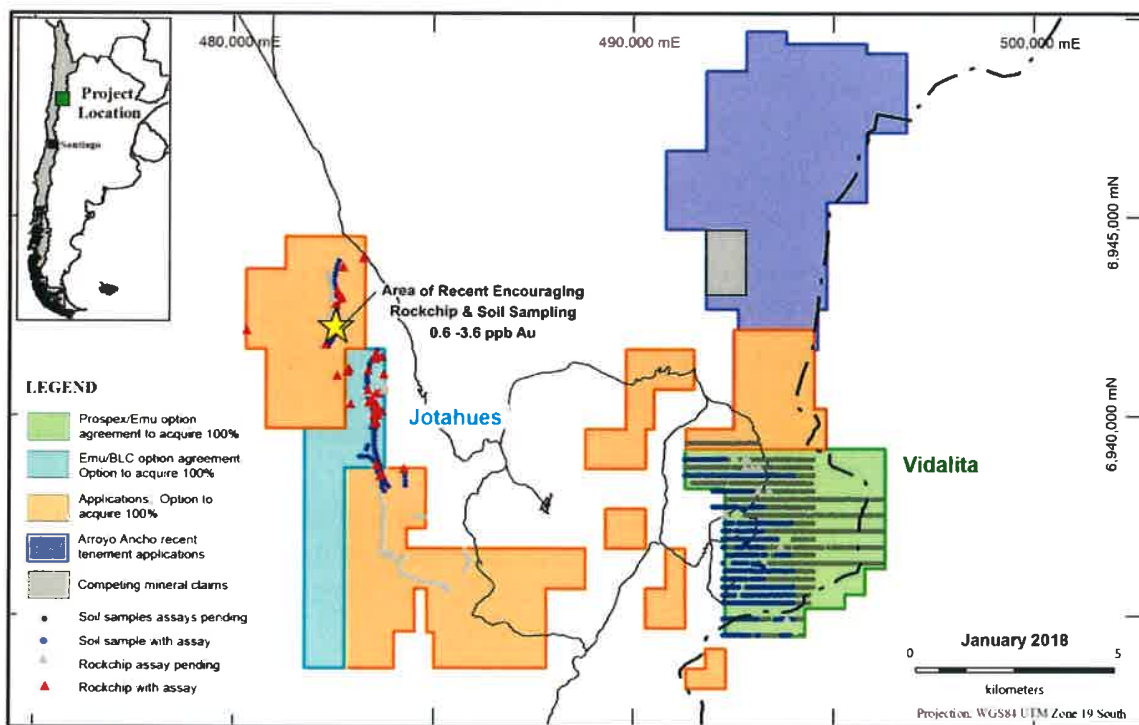 480,000 mE
490,000 mE
500,000 mE
Project
Location
Santiago
6,945,000 mN
Area of Recent Encouraging
Rockchip & Soil Sampling
0.6 -3.6 ppb Au
LEGEND
Prospex/Emu option
agreement to acquire 100%
Emu/BLC option agreement
Option to acquire 100%
Applications Option to
acquire 100%
Arroyo Ancho recent
tenement applications
Competing mineral claims
Soil samples assays pending
Soil sample with assay
Rockchip assay pending
Rockchip with assay
Jotahues
6,940,000 mN
Vidalita
January 2018
0 5
kilometers
Projection: WGS84 UTM Zone 19 South